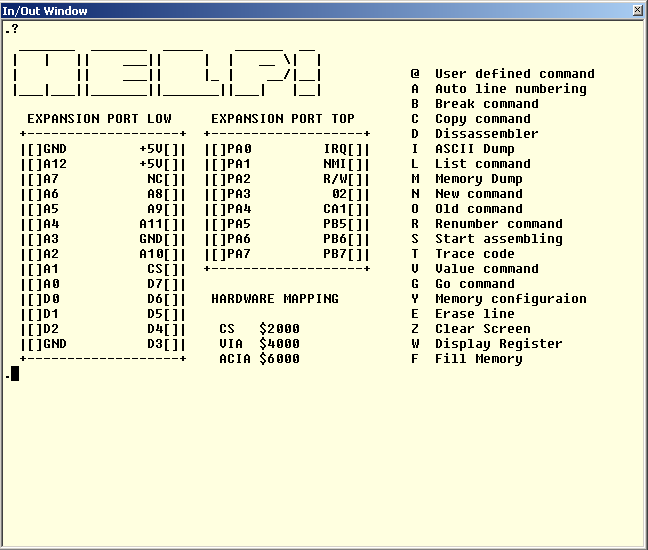 In/Out Window
.?
HELP!
EXPANSION PORT LOW
|[]GND +5V[]|
|[]A12 +5V[]|
|[]A7 NC[]|
|[]A6 A8[]|
|[]A5 A9[]|
|[]A4 A11[]|
|[]A3 GND[]|
|[]A2 A10[]|
|[]A1 CS[]|
|[]A0 D7[]|
|[]D0 D6[]|
|[]D1 D5[]|
|[]D2 D4[]|
|[]GND D3[]|
EXPANSION PORT TOP
|[]PA0 IRQ[]|
|[]PA1 NMI[]|
|[]PA2 R/W[]|
|[]PA3 02[]|
|[]PA4 CA1[]|
|[]PA5 PB5[]|
|[]PA6 PB6[]|
|[]PA7 PB7[]|
HARDWARE MAPPING
CS $2000
VIA $4000
ACIA $6000
@ User defined command
A Auto line numbering
B Break command
C Copy command
D Dissassembler
I ASCII Dump
L List command
M Memory Dump
N New command
O Old command
R Renumber command
S Start assembling
T Trace code
V Value command
G Go command
Y Memory configuraion
E Erase line
Z Clear Screen
W Display Register
F Fill Memory
.